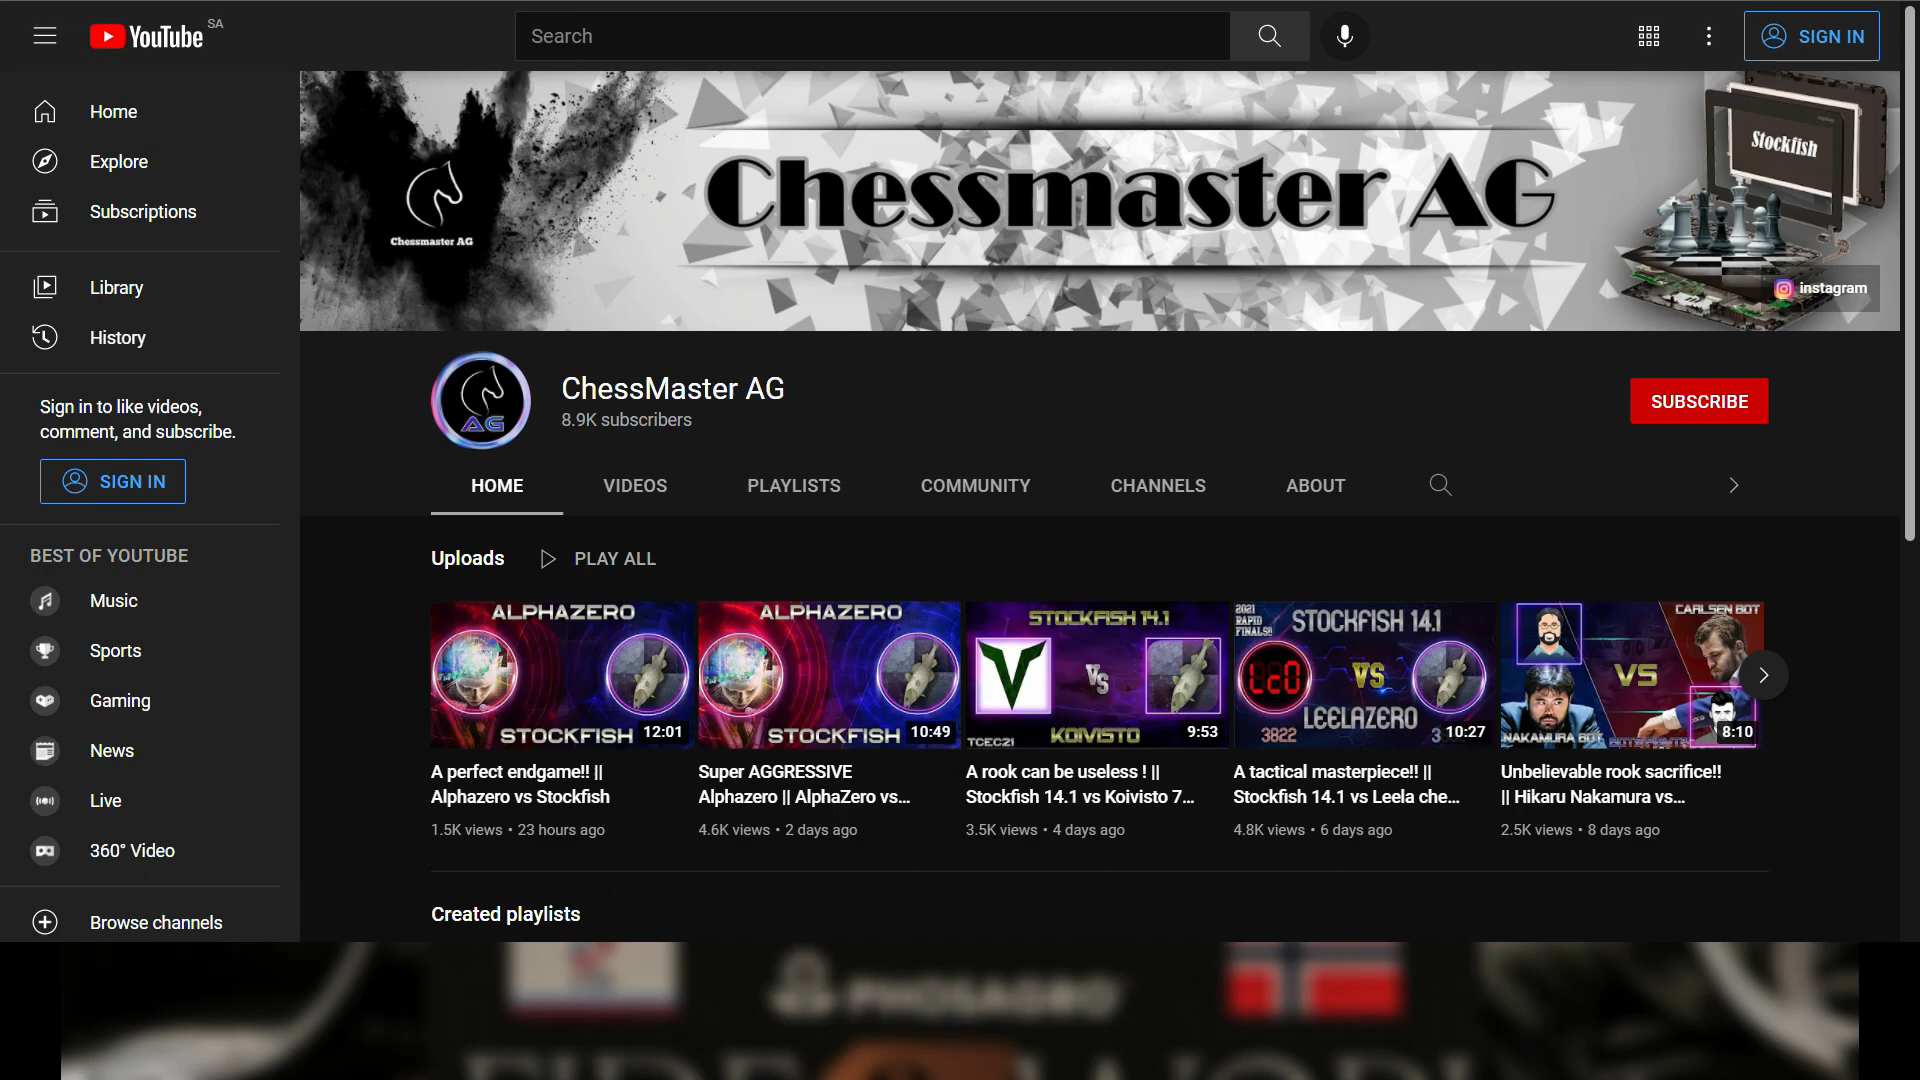 YouTube SA
Search
SIGN IN
Home
Explore
Subscriptions
Library
History
Sign in to like videos,
comment, and subscribe.
SIGN IN
BEST OF YOUTUBE
Music
Sports
Gaming
News
Live
360° Video
Browse channels
Chessmaster AG
Chessmaster AG
Stockfish
instagram
AG
ChessMaster AG
8.9K subscribers
SUBSCRIBE
HOME
VIDEOS
PLAYLISTS
COMMUNITY
CHANNELS
ABOUT
Uploads
PLAY ALL
ALPHAZERO
STOCKFISH
12:01
A perfect endgame!! ||
Alphazero vs Stockfish
1.5K views • 23 hours ago
ALPHAZERO
STOCKFISH
10:49
Super AGGRESSIVE
Alphazero || AlphaZero vs...
4.6K views • 2 days ago
STOCKFISH 14.1
VS
TCEC21
KOIVISTO
9:53
A rook can be useless ! ||
Stockfish 14.1 vs Koivisto 7...
3.5K views • 4 days ago
2021
RAPID
FINALS!!
STOCKFISH 14.1
Lc0
VS
LEELAZERO
3822
3
10:27
A tactical masterpiece!! ||
Stockfish 14.1 vs Leela che...
4.8K views • 6 days ago
CARLSEN BOT
VS
NAKAMURA BOT
8:10
Unbelievable rook sacrifice!!
|| Hikaru Nakamura vs...
2.5K views • 8 days ago
Created playlists
PHOSAGRO